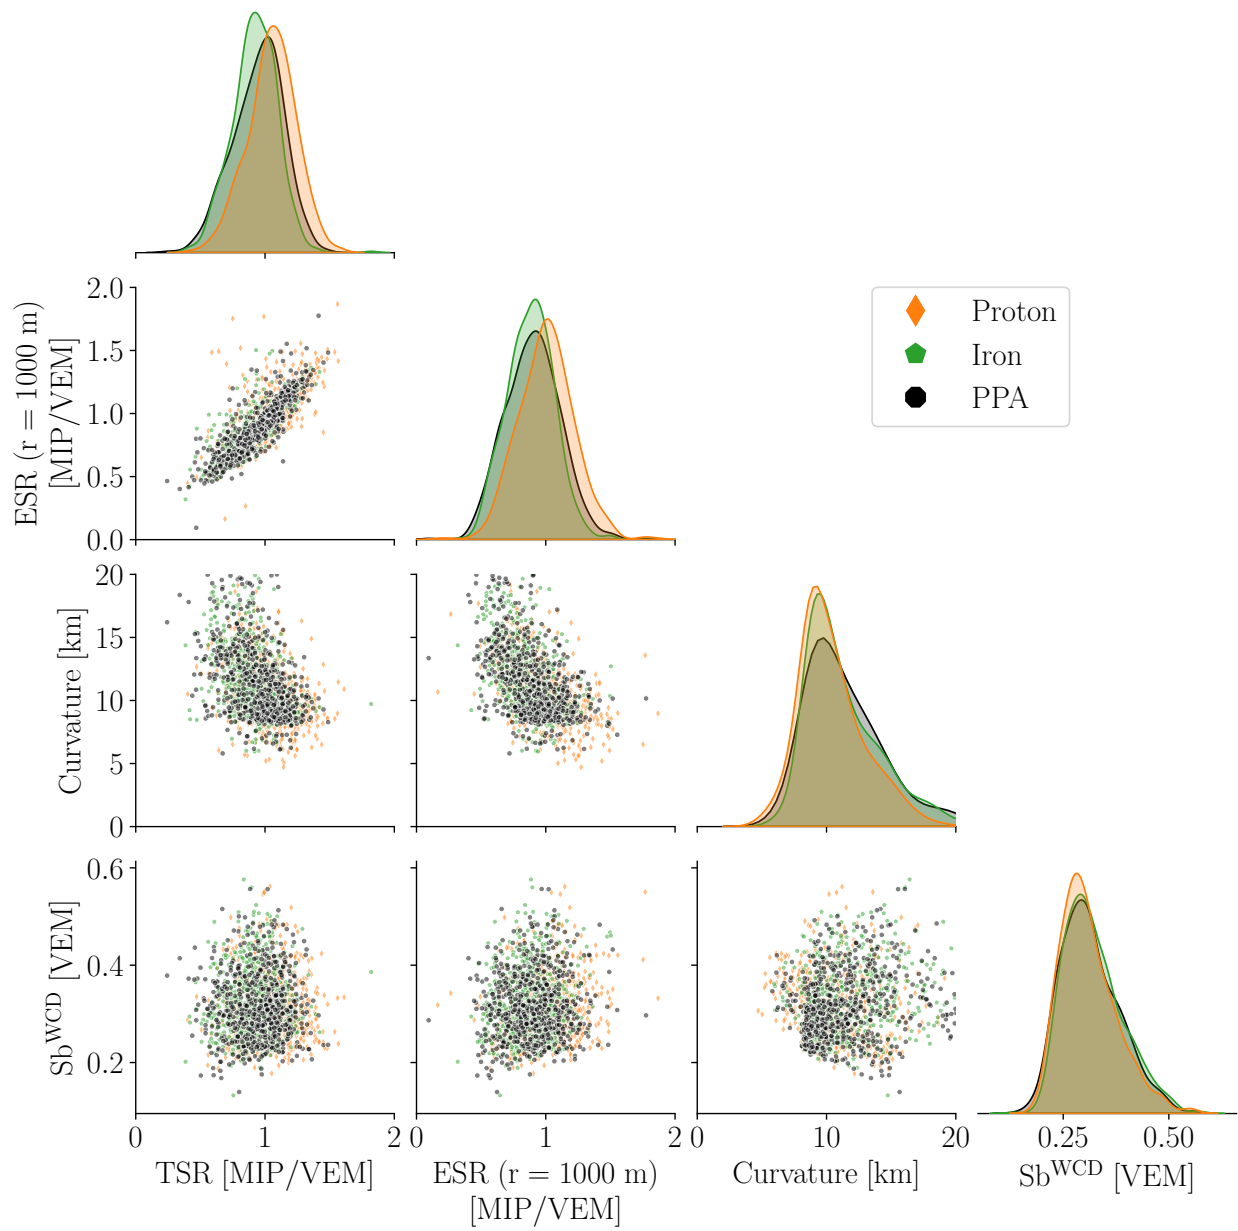 2.0
1.5
1.0
0.5
0.0
ESR (r = 1000 m)
[MIP/VEM]
Proton
Iron
PPA
20
15
10
5
0
Curvature [km]
0.6
0.4
0.2
Sb^WCD [VEM]
0 1 2 0 1 2 0 10 20 0.25 0.50
TSR [MIP/VEM]
ESR (r = 1000 m)
[MIP/VEM]
Curvature [km]
Sb^WCD [VEM]